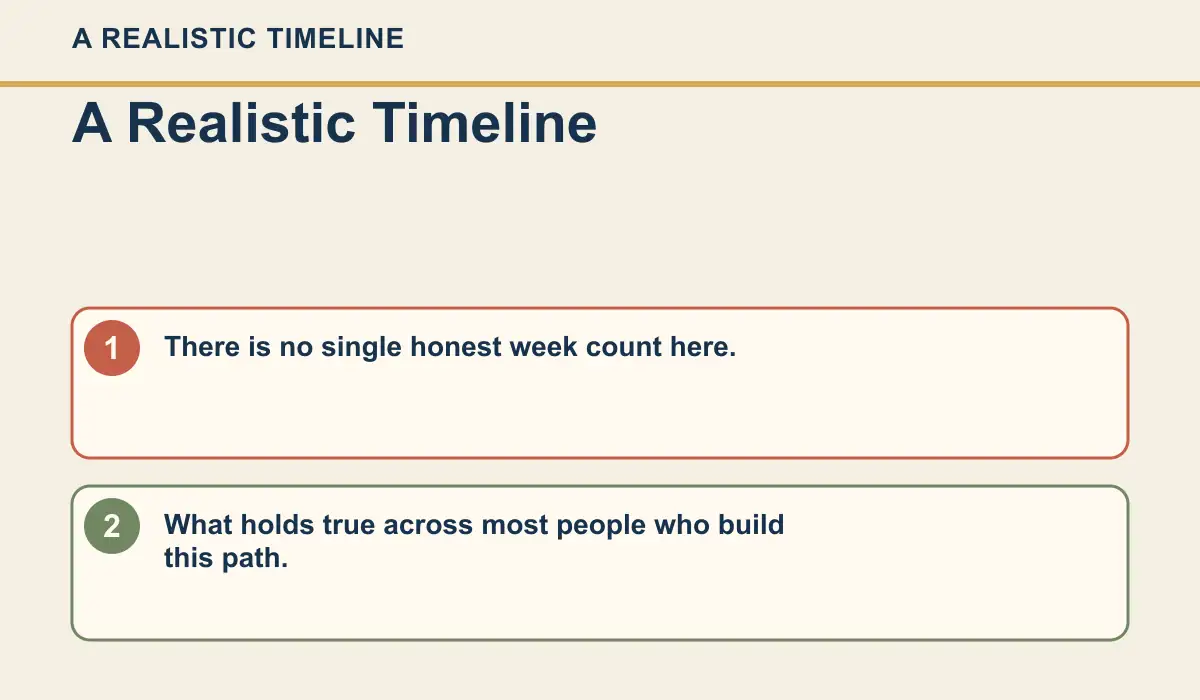 A REALISTIC TIMELINE
A Realistic Timeline
1
There is no single honest week count here.
2
What holds true across most people who build
this path.